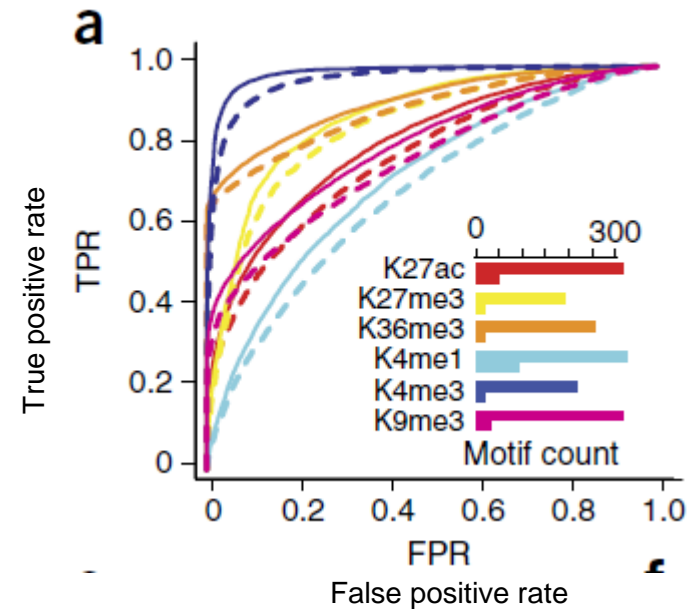 a
True positive rate
TPR
1.0
0.8
0.6
0.4
0.2
0
0 300
K27ac
K27me3
K36me3
K4me1
K4me3
K9me3
Motif count
0 0.2 0.4 0.6 0.8 1.0
FPR
False positive rate